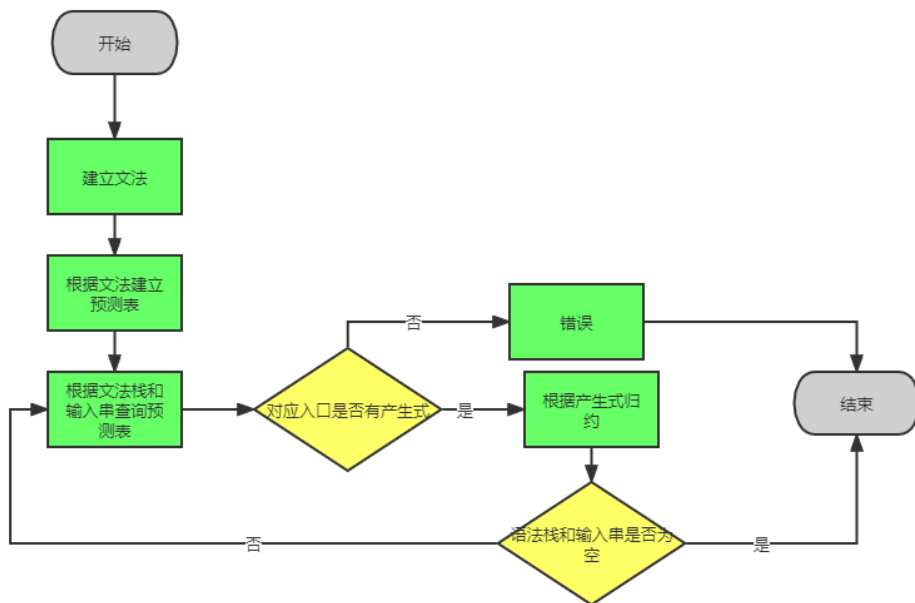 开始
建立文法
根据文法建立
预测表
否
错误
根据文法栈和
输入串查询预
测表
对应入口是否有产生式
是
根据产生式归
约
结束
语法栈和输入串是否为
空
否
是